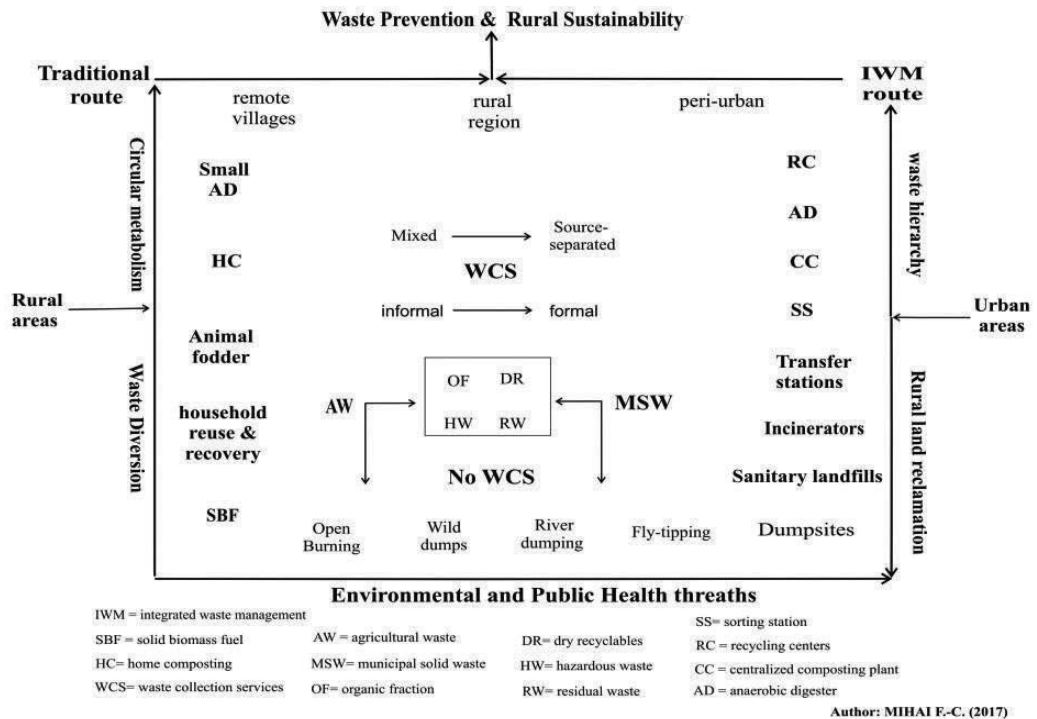 Waste Prevention & Rural Sustainability
Traditional
route
IWM
route
remote
villages
rural
region
peri-urban
Circular metabolism
waste hierarchy
Small
AD
RC
AD
Mixed
Source-
separated
WCS
HC
CC
Rural
areas
informal
formal
SS
Urban
areas
Animal
fodder
Transfer
stations
OF
DR
AW
MSW
HW
RW
Waste Diversion
household
reuse &
recovery
Incinerators
Rural land reclamation
No WCS
Sanitary landfills
SBF
Open
Burning
Wild
dumps
River
dumping
Fly-tipping
Dumpsites
Environmental and Public Health threaths
IWM = integrated waste management
SBF = solid biomass fuel
HC= home composting
WCS= waste collection services
AW = agricultural waste
MSW= municipal solid waste
OF= organic fraction
DR= dry recyclables
HW= hazardous waste
RW= residual waste
SS= sorting station
RC = recycling centers
CC = centralized composting plant
AD = anaerobic digester
Author: MIHAI F.-C. (2017)